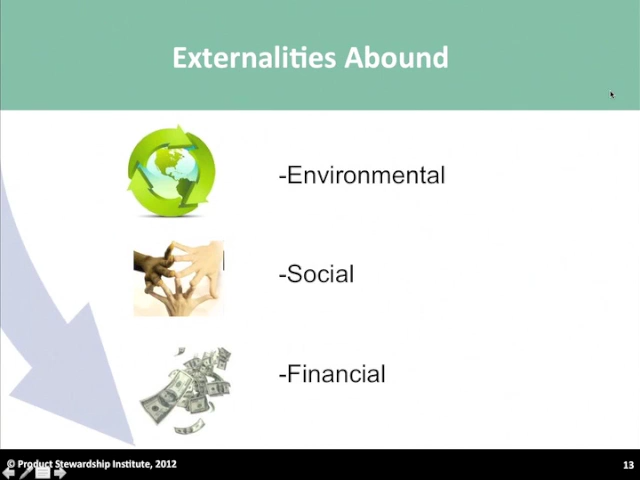 Externalities Abound
-Environmental
-Social
-Financial
© Product Stewardship Institute, 2012
13